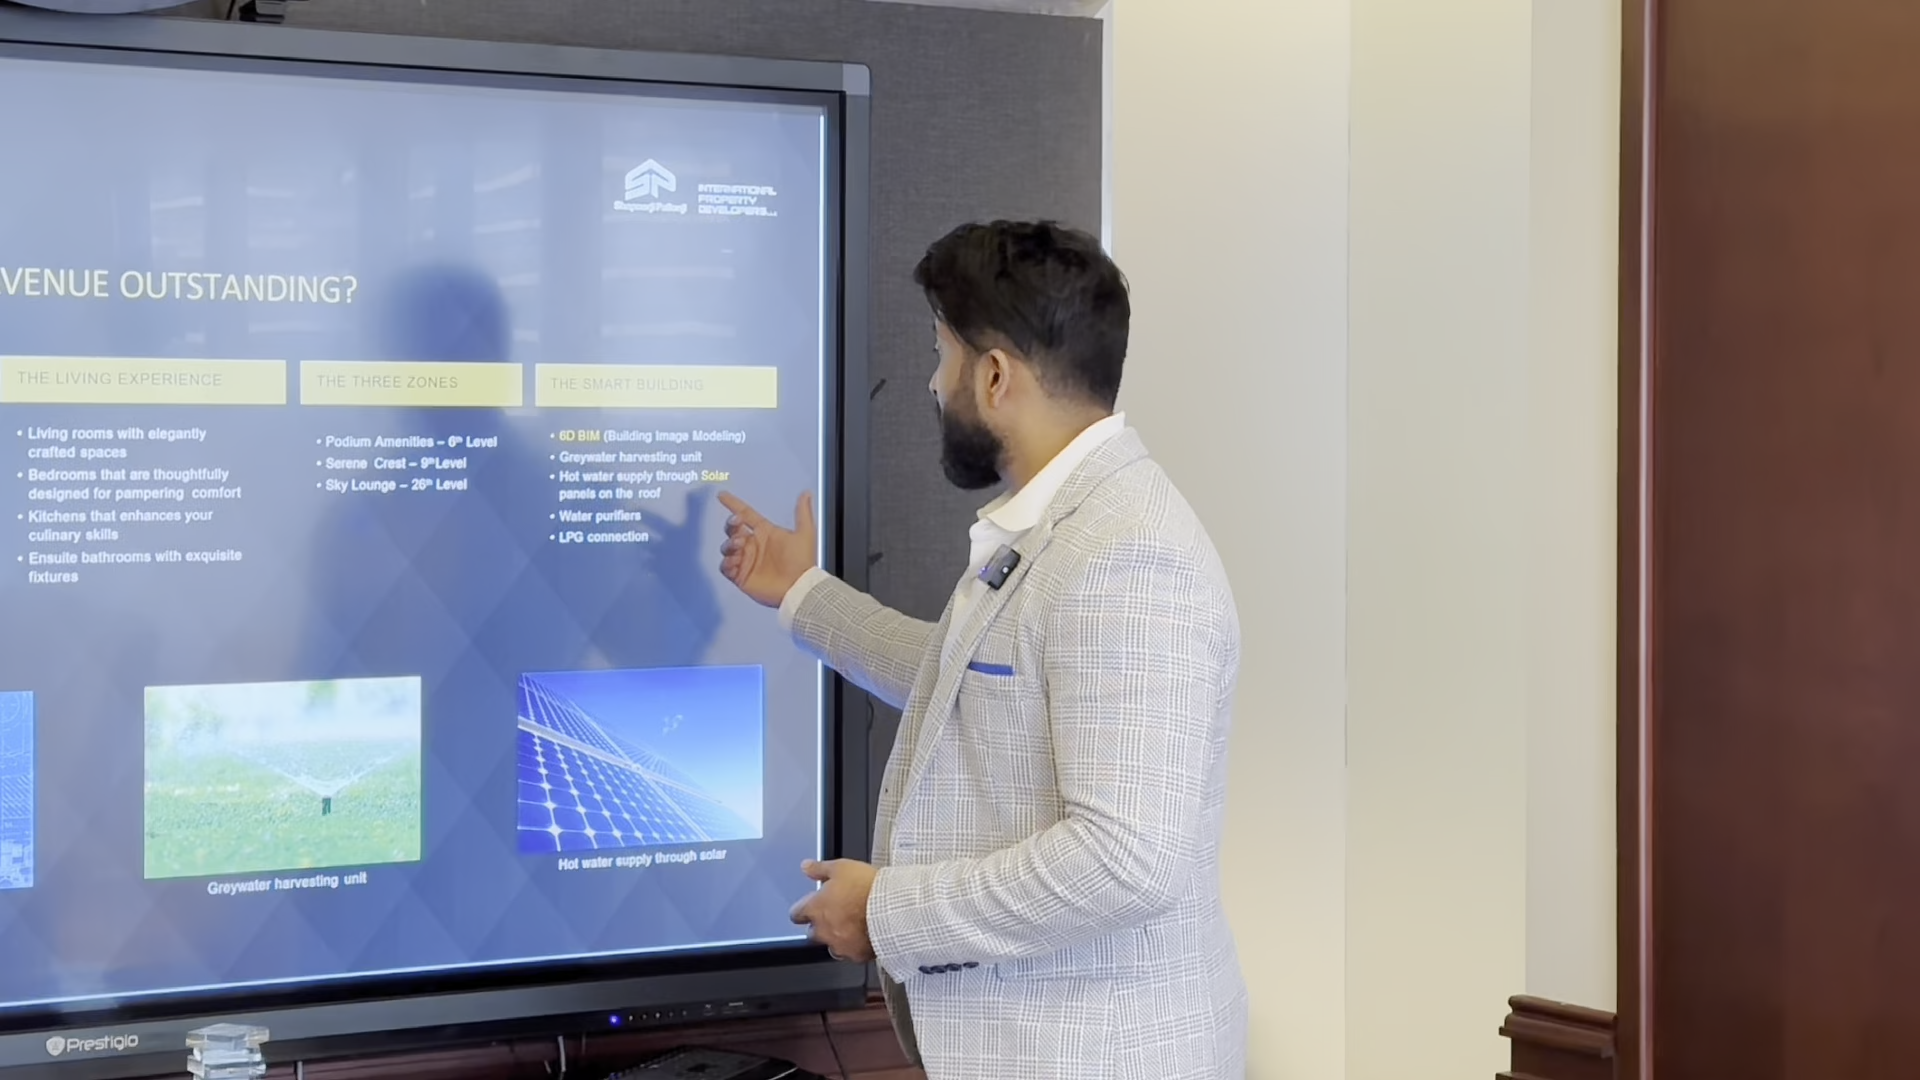 Shapoorji Pallonji
INTERNATIONAL
PROPERTY
DEVELOPERS
VENUE OUTSTANDING?
THE LIVING EXPERIENCE
• Living rooms with elegantly
crafted spaces
• Bedrooms that are thoughtfully
designed for pampering comfort
• Kitchens that enhances your
culinary skills
• Ensuite bathrooms with exquisite
fixtures
THE THREE ZONES
• Podium Amenities – 6th Level
• Serene Crest – 9th Level
• Sky Lounge – 26th Level
THE SMART BUILDING
• 6D BIM (Building Image Modeling)
• Greywater harvesting unit
• Hot water supply through Solar
panels on the roof
• Water purifiers
• LPG connection
Greywater harvesting unit
Hot water supply through solar
Prestigio